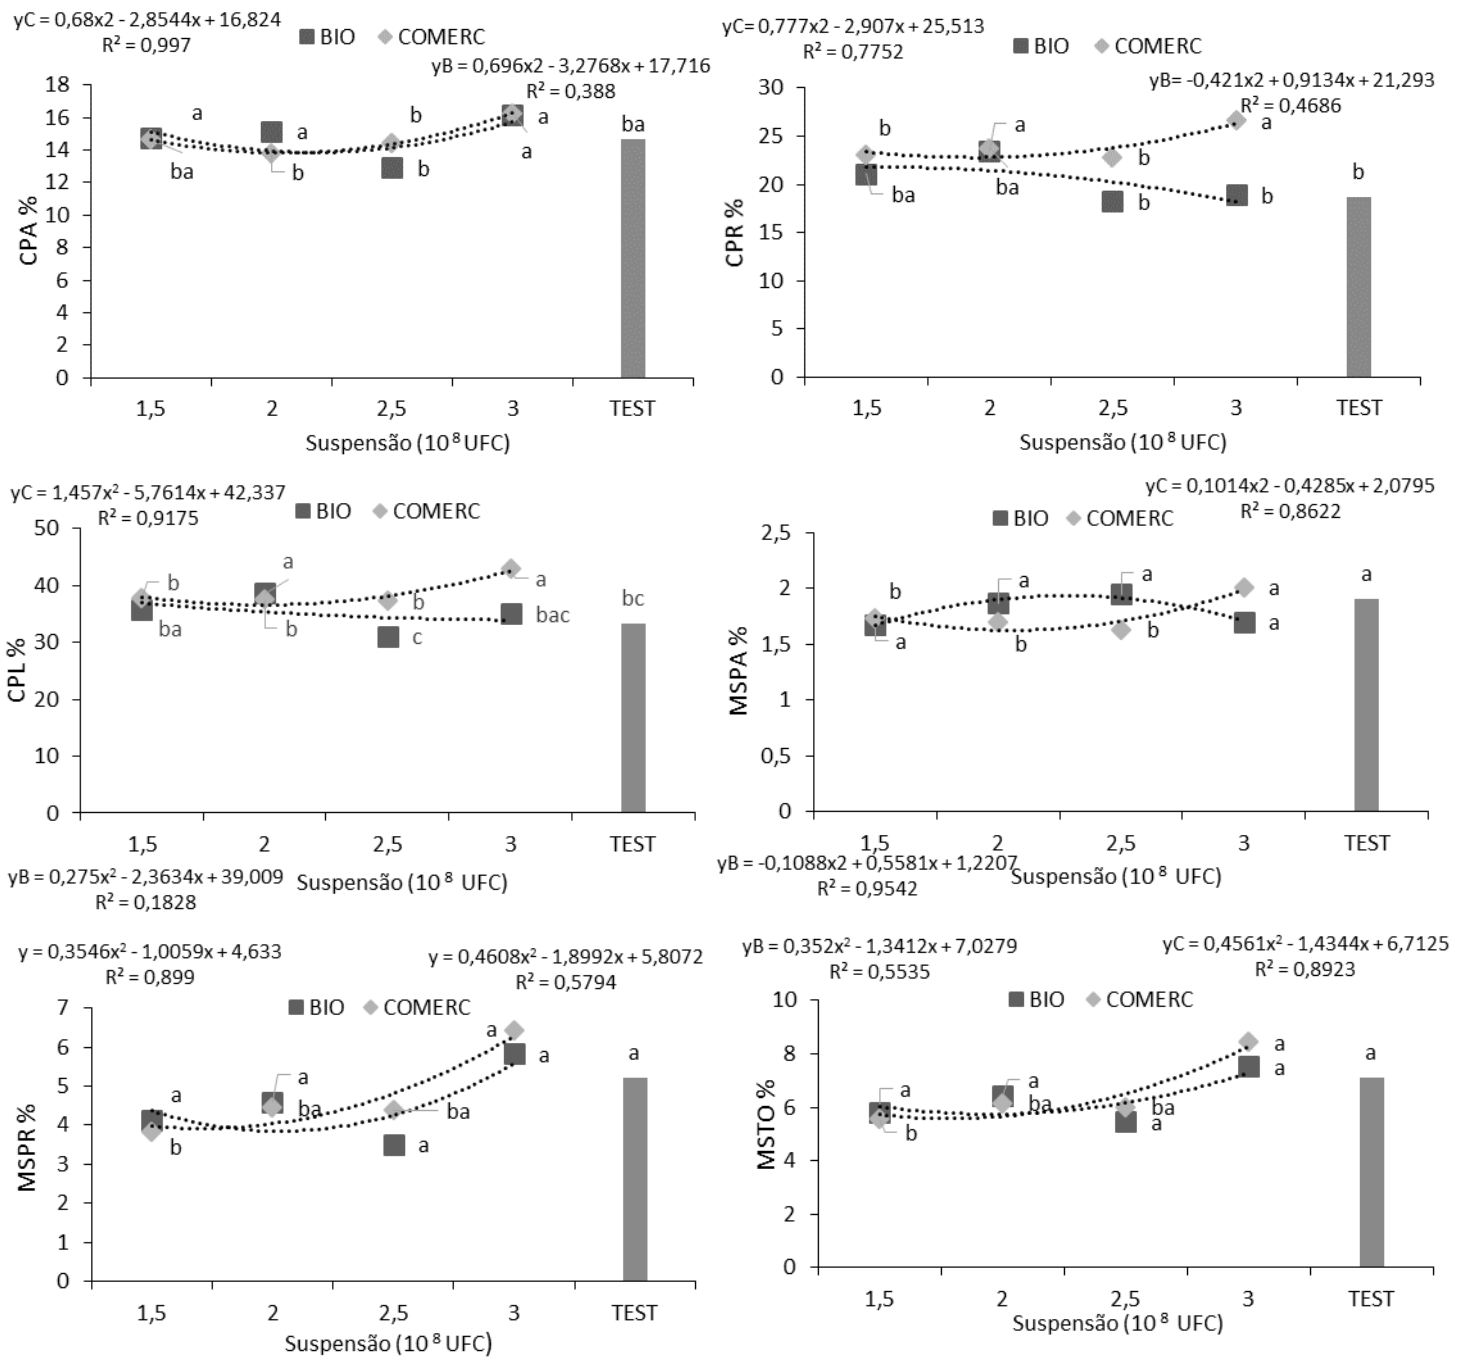 yC = 0,68x2 - 2,8544x + 16,824
R² = 0,997
BIO COMERC
yB = 0,696x2 - 3,2768x + 17,716
R² = 0,388
CPA %
18
16
14
12
10
8
6
4
2
0
a
ba
a
b
b
b
a
a
ba
1,5 2 2,5 3 TEST
Suspensão (10⁸ UFC)
yC= 0,777x2 - 2,907x + 25,513
R² = 0,7752
BIO COMERC
yB= -0,421x2 + 0,9134x + 21,293
R² = 0,4686
CPR %
30
25
20
15
10
5
0
b
ba
a
ba
b
b
a
b
b
1,5 2 2,5 3 TEST
Suspensão (10⁸ UFC)
yC = 1,457x² - 5,7614x + 42,337
R² = 0,9175
BIO COMERC
CPL %
50
40
30
20
10
0
b
ba
a
b
b
c
a
bac
bc
1,5 2 2,5 3 TEST
yB = 0,275x² - 2,3634x + 39,009
R² = 0,1828
Suspensão (10⁸ UFC)
yC = 0,1014x2 - 0,4285x + 2,0795
R² = 0,8622
BIO COMERC
MSPA %
2,5
2
1,5
1
0,5
0
b
a
a
b
a
b
a
a
a
1,5 2 2,5 3 TEST
yB = -0,1088x2 + 0,5581x + 1,2207
R² = 0,9542
Suspensão (10⁸ UFC)
y = 0,3546x² - 1,0059x + 4,633
R² = 0,899
y = 0,4608x² - 1,8992x + 5,8072
R² = 0,5794
BIO COMERC
MSPR %
7
6
5
4
3
2
1
0
a
b
a
ba
ba
a
a
a
a
1,5 2 2,5 3 TEST
Suspensão (10⁸ UFC)
yB = 0,352x² - 1,3412x + 7,0279
R² = 0,5535
yC = 0,4561x² - 1,4344x + 6,7125
R² = 0,8923
BIO COMERC
MSTO %
10
8
6
4
2
0
a
b
a
ba
ba
a
a
a
a
1,5 2 2,5 3 TEST
Suspensão (10⁸ UFC)